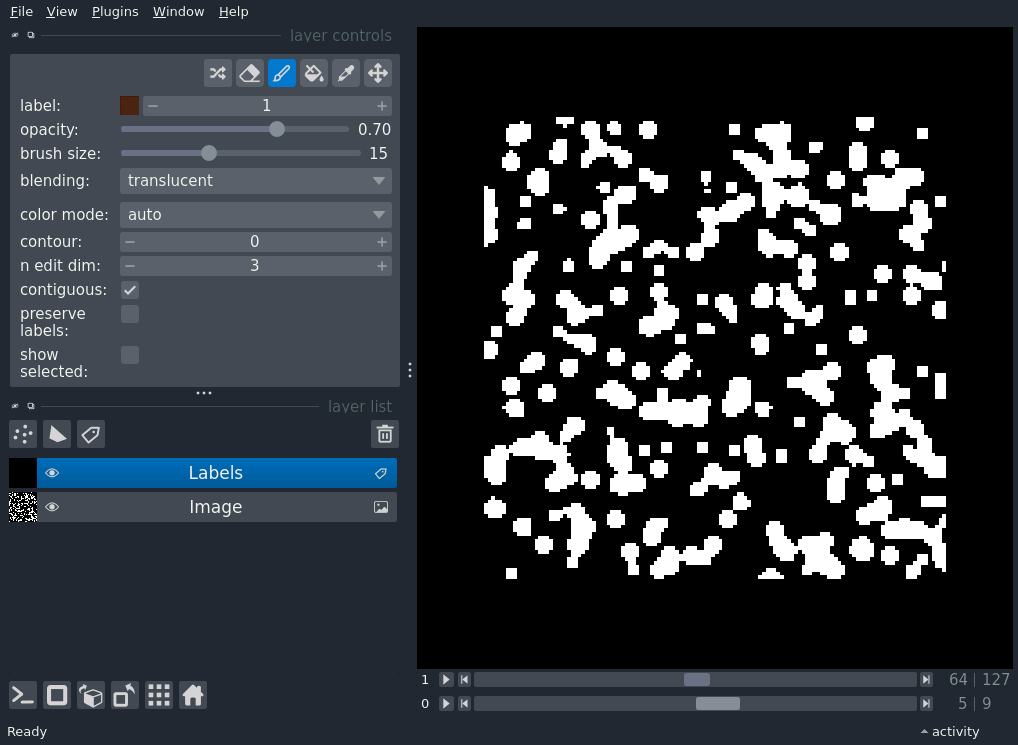 File View Plugins Window Help
layer controls
label: 1
opacity: 0.70
brush size: 15
blending: translucent
color mode: auto
contour: 0
n edit dim: 3
contiguous:
preserve
labels:
show
selected:
layer list
Labels
Image
1 64 | 127
0 5 | 9
Ready activity